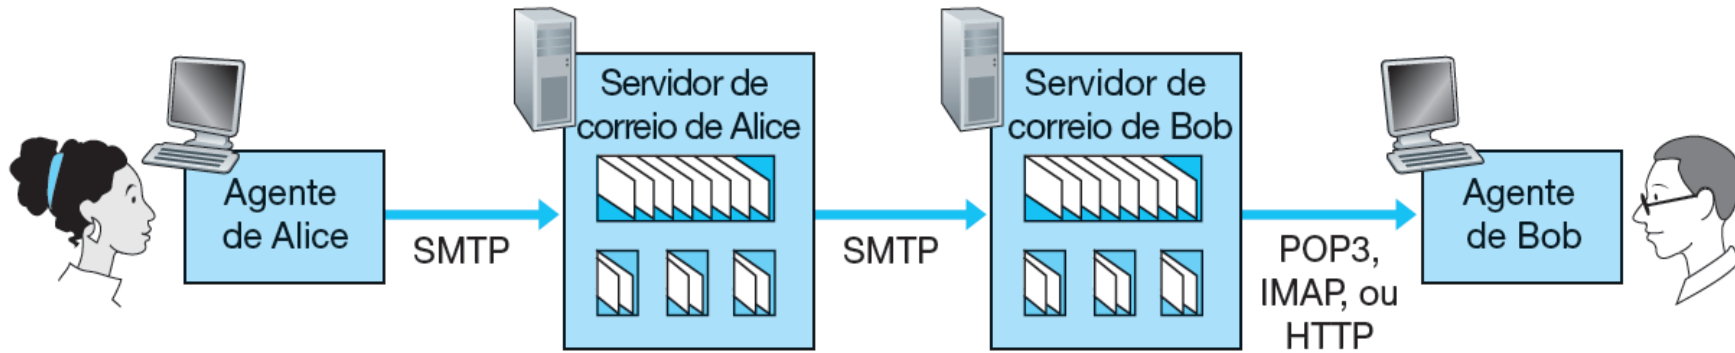 Agente
de Alice
SMTP
Servidor de
correio de Alice
SMTP
Servidor de
correio de Bob
POP3,
IMAP, ou
HTTP
Agente
de Bob